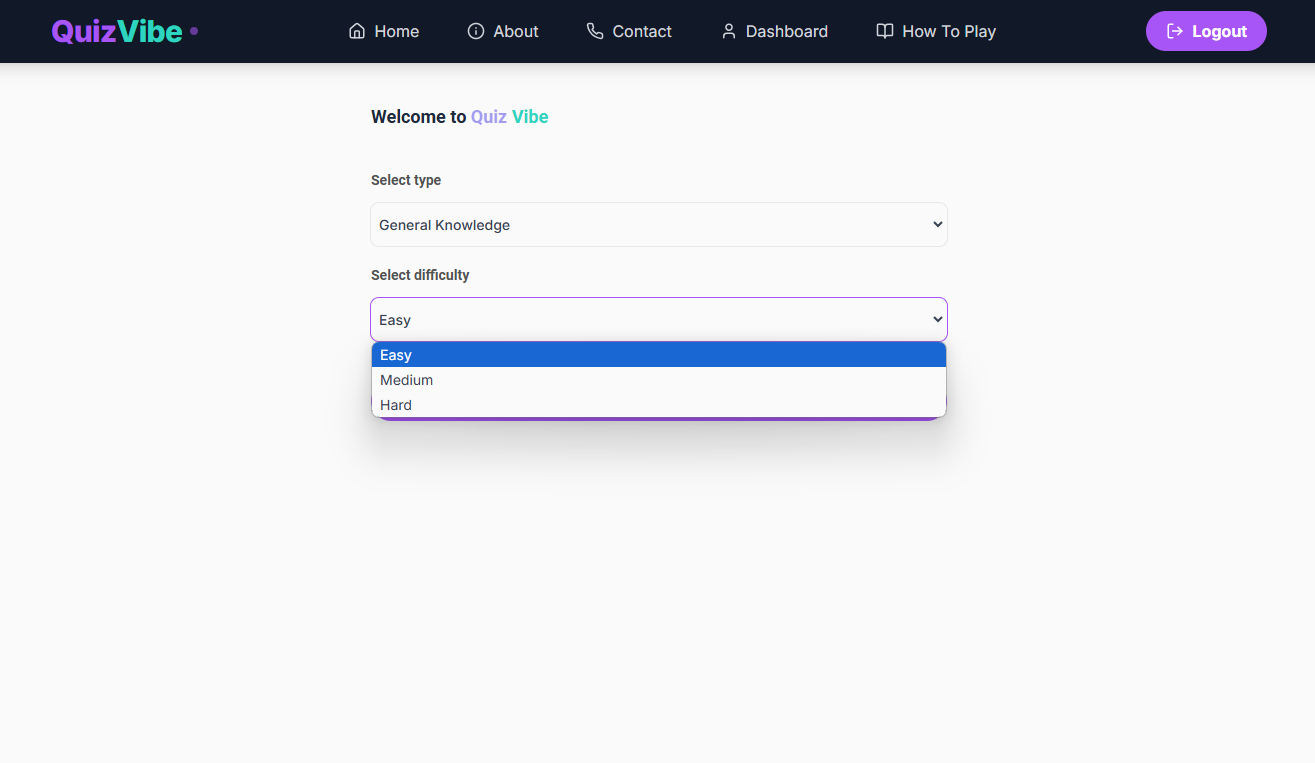 QuizVibe
Home
About
Contact
Dashboard
How To Play
Logout
Welcome to Quiz Vibe
Select type
General Knowledge
Select difficulty
Easy
Easy
Medium
Hard